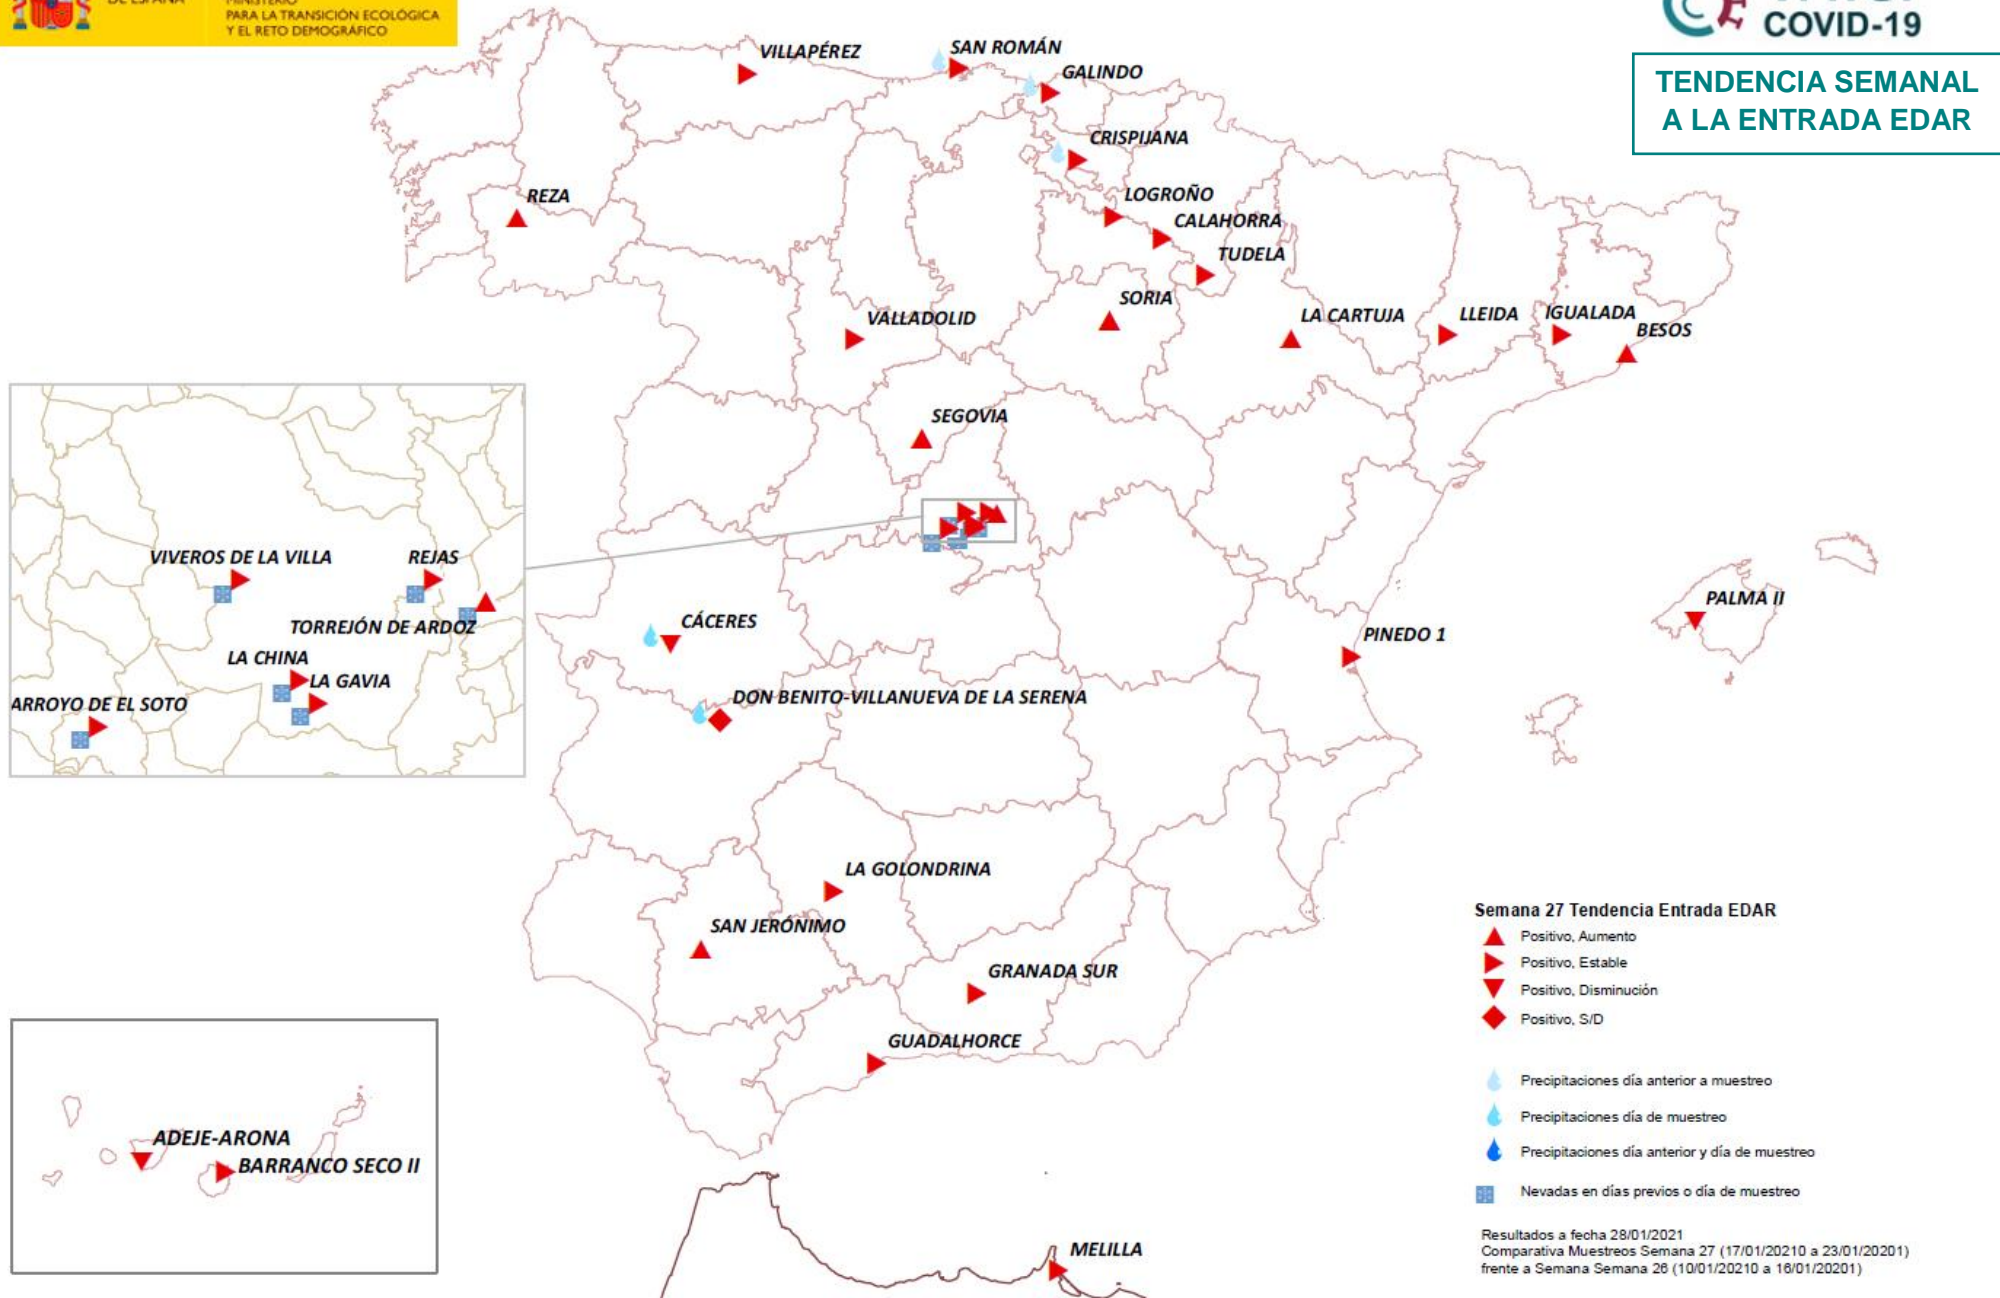 DE ESPAÑA
MINISTERIO
PARA LA TRANSICIÓN ECOLÓGICA
Y EL RETO DEMOGRÁFICO
COVID-19
TENDENCIA SEMANAL
A LA ENTRADA EDAR
VILLAPÉREZ
SAN ROMÁN
GALINDO
CRISPIJANA
REZA
LOGROÑO
CALAHORRA
TUDELA
SORIA
VALLADOLID
LA CARTUJA
LLEIDA
IGUALADA
BESOS
SEGOVIA
VIVEROS DE LA VILLA
REJAS
TORREJÓN DE ARDOZ
LA CHINA
LA GAVIA
ARROYO DE EL SOTO
CÁCERES
PALMA II
PINEDO 1
DON BENITO-VILLANUEVA DE LA SERENA
LA GOLONDRINA
SAN JERÓNIMO
GRANADA SUR
GUADALHORCE
ADEJE-ARONA
BARRANCO SECO II
MELILLA
Semana 27 Tendencia Entrada EDAR
Positivo, Aumento
Positivo, Estable
Positivo, Disminución
Positivo, S/D
Precipitaciones día anterior a muestreo
Precipitaciones día de muestreo
Precipitaciones día anterior y día de muestreo
Nevadas en días previos o día de muestreo
Resultados a fecha 28/01/2021
Comparativa Muestreos Semana 27 (17/01/20210 a 23/01/20201)
frente a Semana Semana 26 (10/01/20210 a 16/01/20201)